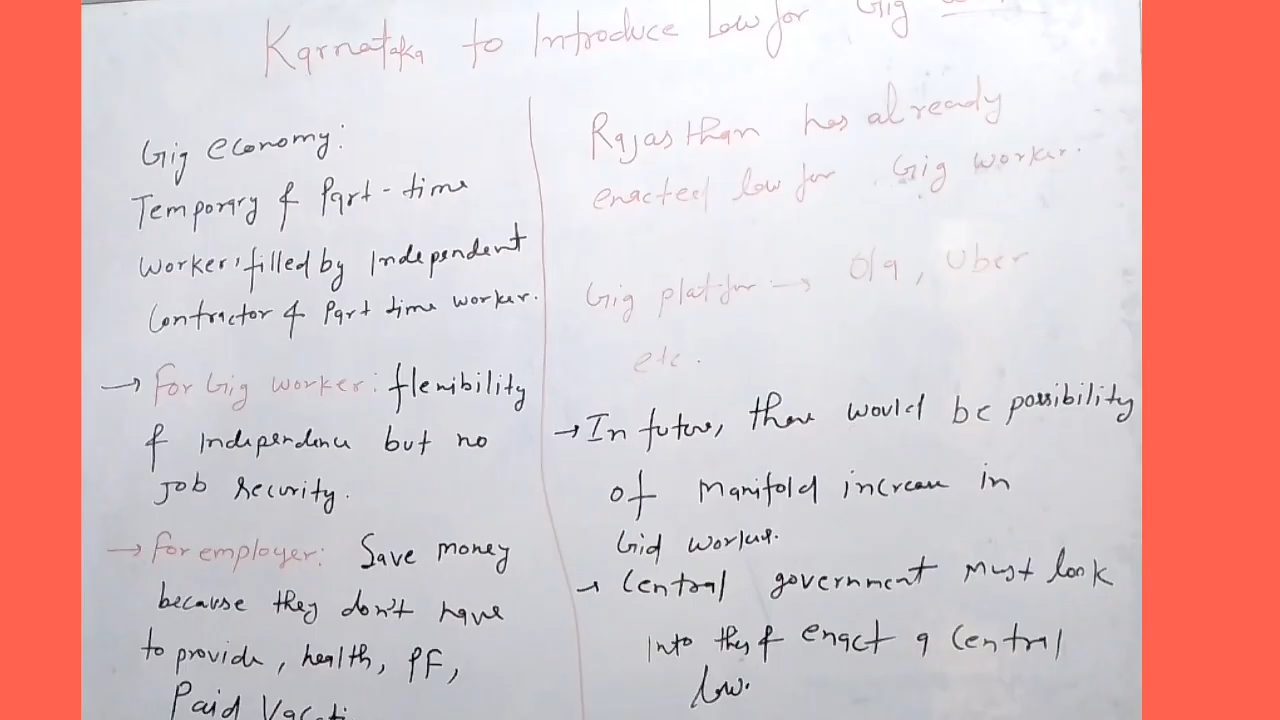 Karnataka to Introduce Law for Gig
Gig economy:
Temporary & Part-time
Worker, filled by Independent
Contractor & Part time worker.
→ For Gig worker: flexibility
& Independence but no
Job security.
→ For employer: Save money
because they don't have
to provide, health, PF,
Paid
Rajasthan has already
enacted law for Gig worker.
Gig platform → Ola, Uber
etc.
→ In future, there would be possibility
of Manifold increase in
Gid workers.
→ Central government must look
Into this & enact a Central
law.